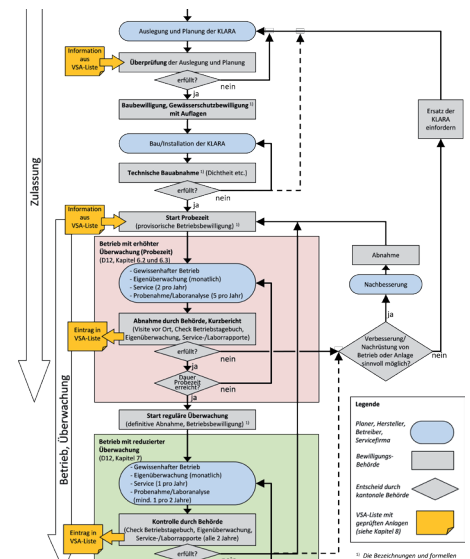 Auslegung und Planung der KLARA
Information
aus
VSA-Liste
Überprüfung der Auslegung und Planung
erfüllt?
nein
ja
Baubewilligung, Gewässerschutzbewilligung 1)
mit Auflagen
Ersatz der
KLARA
einfordern
Bau/Installation der KLARA
Zulassung
Technische Bauabnahme 1) (Dichtheit etc.)
erfüllt?
nein
ja
Information
aus
VSA-Liste
Start Probezeit
(provisorische Betriebsbewilligung) 1)
Betrieb mit erhöhter
Überwachung (Probezeit)
(D12, Kapitel 6.2 und 6.3)
Abnahme
- Gewissenhafter Betrieb
- Eigenüberwachung (monatlich)
- Service (2 pro Jahr)
- Probenahme/Laboranalyse (5 pro Jahr)
Nachbesserung
ja
Eintrag in
VSA-Liste
Abnahme durch Behörde, Kurzbericht
(Visite vor Ort, Check Betriebstagebuch,
Eigenüberwachung, Service-/Laborrapporte)
Verbesserung/
Nachrüstung von
Betrieb oder Anlage
sinnvoll möglich?
nein
erfüllt?
nein
ja
Dauer
Probezeit
erreicht?
nein
ja
Start reguläre Überwachung
(definitive Abnahme, Betriebsbewilligung) 1)
Betrieb, Überwachung
Betrieb mit reduzierter
Überwachung
(D12, Kapitel 7)
- Gewissenhafter Betrieb
- Eigenüberwachung (monatlich)
- Service (1 pro Jahr)
- Probenahme/Laboranalyse
(mind. 1 pro 2 Jahre)
Eintrag in
VSA-Liste
Kontrolle durch Behörde
(Check Betriebstagebuch, Eigenüberwachung,
Service-/Laborrapporte (alle 2 Jahre)
erfüllt?
nein
Legende
Planer, Hersteller,
Betreiber,
Servicefirma
Bewilligungs-
Behörde
Entscheid durch
kantonale Behörde
VSA-Liste mit
geprüften Anlagen
(siehe Kapitel 8)
1) Die Bezeichnungen und formellen